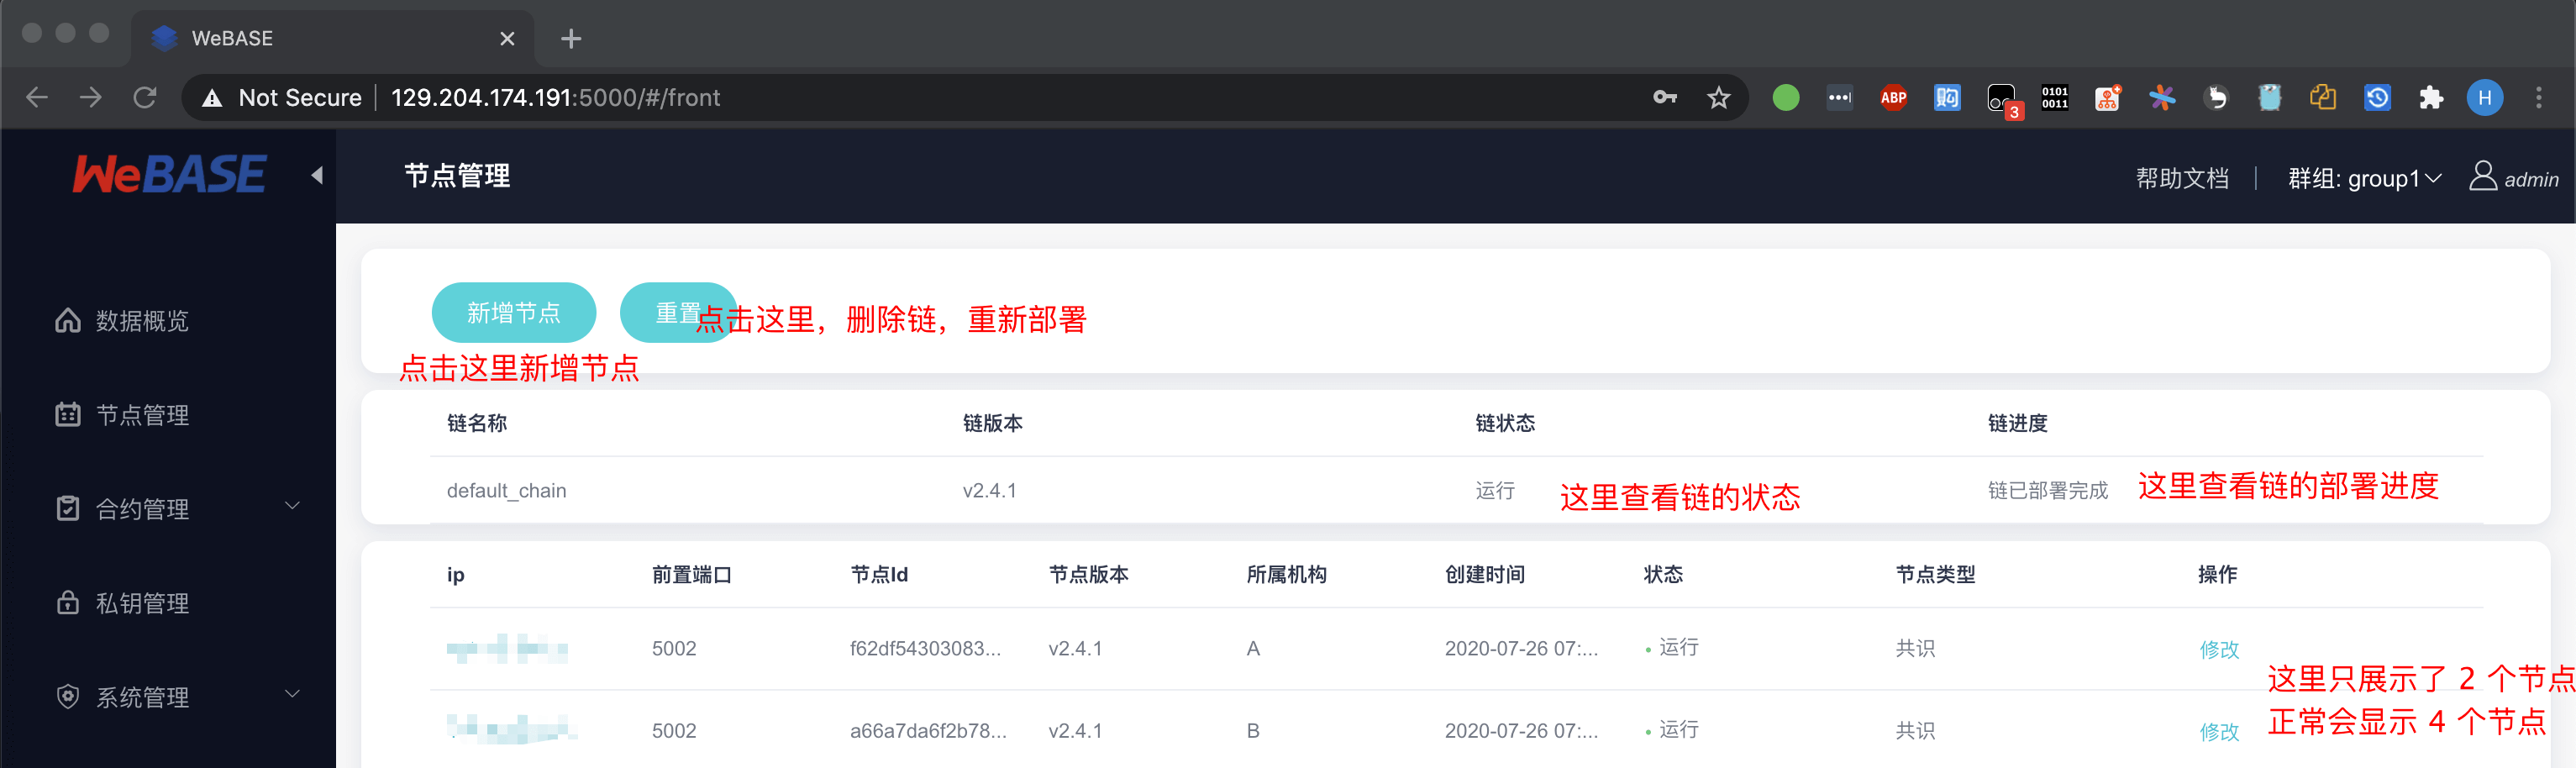 WeBASE
Not Secure 129.204.174.191:5000/#/front
ABP
购
3
0101
0011
H
WeBASE
节点管理
帮助文档
群组: group1
admin
数据概览
节点管理
合约管理
私钥管理
系统管理
新增节点
重置
点击这里，删除链，重新部署
点击这里新增节点
链名称 链版本 链状态 链进度
default_chain v2.4.1 运行 这里查看链的状态 链已部署完成 这里查看链的部署进度
ip 前置端口 节点Id 节点版本 所属机构 创建时间 状态 节点类型 操作
5002 f62df54303083... v2.4.1 A 2020-07-26 07:... 运行 共识 修改
这里只展示了 2 个节点
正常会显示 4 个节点
5002 a66a7da6f2b78... v2.4.1 B 2020-07-26 07:... 运行 共识 修改